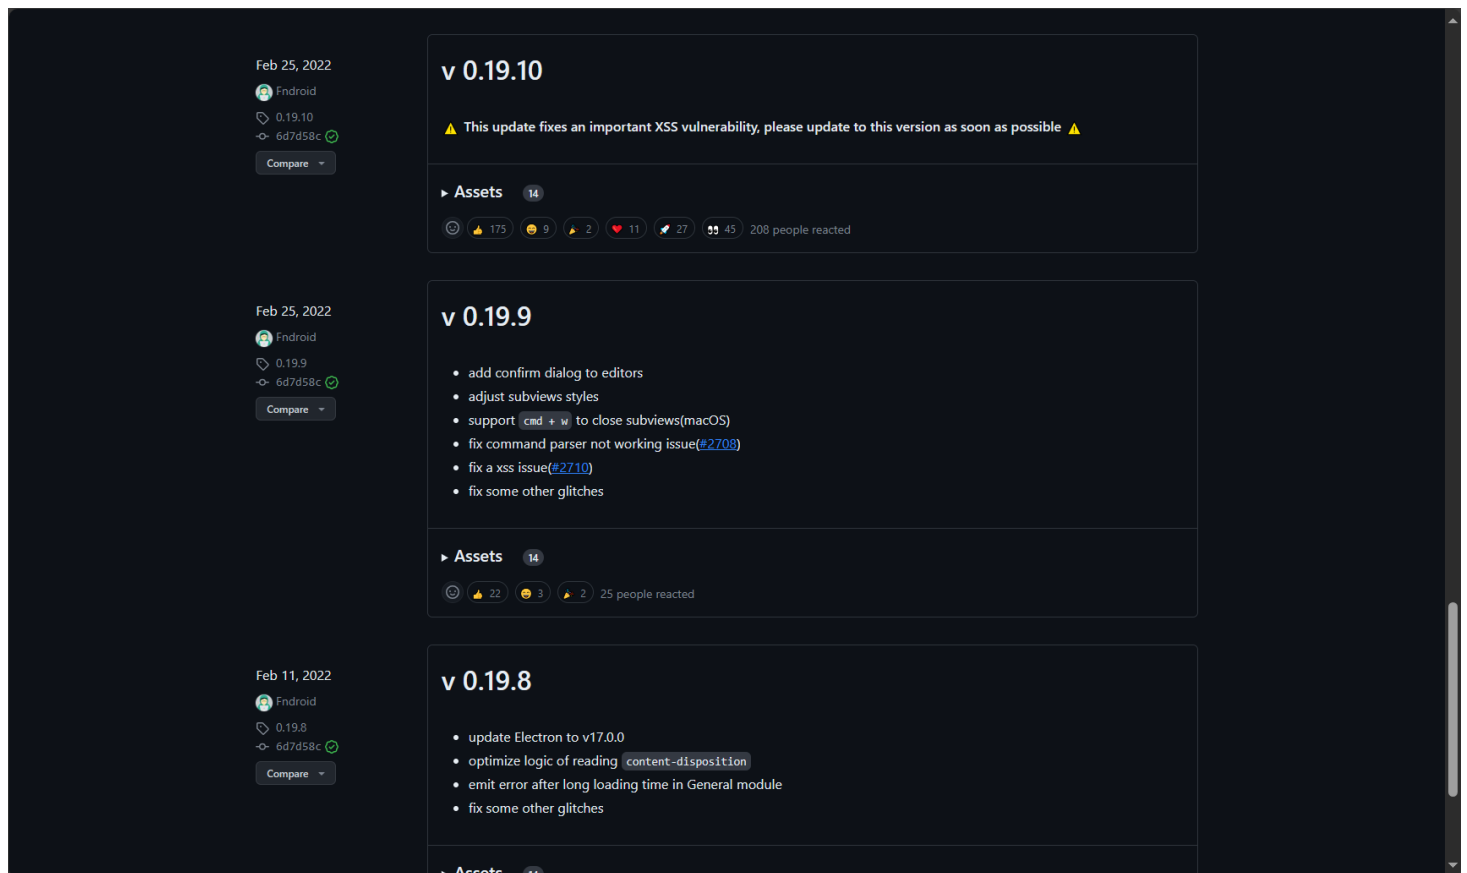 Feb 25, 2022
Fndroid
0.19.10
6d7d58c
Compare
v 0.19.10
This update fixes an important XSS vulnerability, please update to this version as soon as possible
Assets 14
175 9 2 11 27 45 208 people reacted
Feb 25, 2022
Fndroid
0.19.9
6d7d58c
Compare
v 0.19.9
add confirm dialog to editors
adjust subviews styles
support cmd + w to close subviews(macOS)
fix command parser not working issue(#2708)
fix a xss issue(#2710)
fix some other glitches
Assets 14
22 3 2 25 people reacted
Feb 11, 2022
Fndroid
0.19.8
6d7d58c
Compare
v 0.19.8
update Electron to v17.0.0
optimize logic of reading content-disposition
emit error after long loading time in General module
fix some other glitches
Assets 14